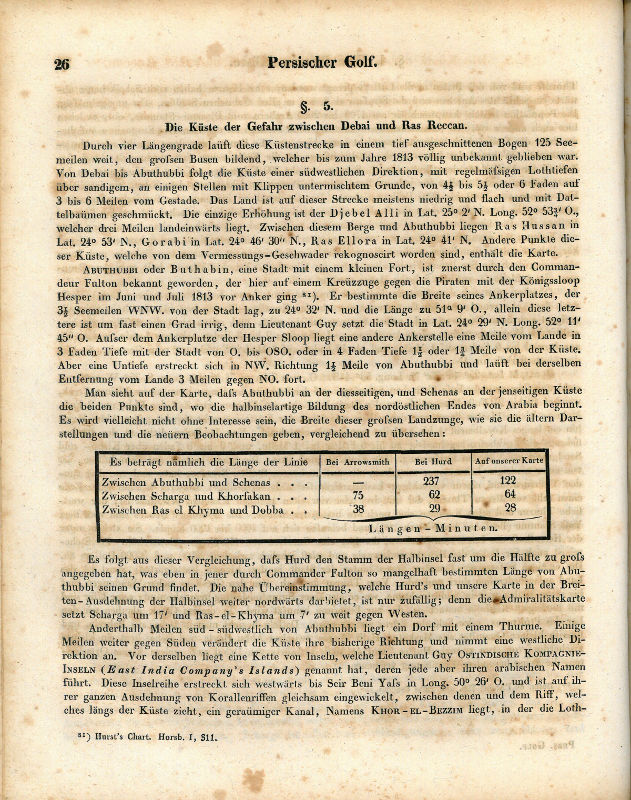 26
Persischer Golf.
§. 5.
Die Küste der Gefahr zwischen Debai und Ras Reccan.
Durch vier Längengrade laüft diese Küstenstrecke in einem tief ausgeschnittenen Bogen 125 See-
meilen weit, den großen Busen bildend, welcher bis zum Jahre 1813 völlig unbekannt geblieben war.
Von Debai bis Abuthubbi folgt die Küste einer südwestlichen Direktion, mit regelmäßigen Lothtiefen
über sandigem, an einigen Stellen mit Klippen untermischtem Grunde, von 4½ bis 5½ oder 6 Faden auf
3 bis 6 Meilen vom Gestade. Das Land ist auf dieser Strecke meistens niedrig und flach und mit Dat-
telbaümen geschmückt. Die einzige Erhöhung ist der Djebel Alli in Lat. 25° 2′ N. Long. 52° 53¾′ O.,
welcher drei Meilen landeinwärts liegt. Zwischen diesem Berge und Abuthubbi liegen Ras Hussan in
Lat. 24° 53′ N., Gorabi in Lat. 24° 46′ 30″ N., Ras Ellora in Lat. 24° 41′ N. Andere Punkte die-
ser Küste, welche von dem Vermessungs-Geschwader rekognoscirt worden sind, enthält die Karte.
Abuthubbi oder Buthabin, eine Stadt mit einem kleinen Fort, ist zuerst durch den Comman-
deur Fulton bekannt geworden, der hier auf einem Kreüzzuge gegen die Piraten mit der Königssloop
Hesper im Juni und Juli 1813 vor Anker ging ⁸¹). Er bestimmte die Breite seines Ankerplatzes, der
3½ Seemeilen WNW. von der Stadt lag, zu 24° 32′ N. und die Länge zu 51° 9′ O., allein diese letz-
tere ist um fast einen Grad irrig, denn Lieutenant Guy setzt die Stadt in Lat. 24° 29′ N. Long. 52° 11′
45″ O. Außer dem Ankerplatze der Hesper Sloop liegt eine andere Ankerstelle eine Meile vom Lande in
3 Faden Tiefe mit der Stadt von O. bis OSO. oder in 4 Faden Tiefe 1½ oder 1¾ Meile von der Küste.
Aber eine Untiefe erstreckt sich in NW. Richtung 1½ Meile von Abuthubbi und laüft bei derselben
Entfernung vom Lande 3 Meilen gegen NO. fort.
Man sieht auf der Karte, daß Abuthubbi an der diesseitigen, und Schenas an der jenseitigen Küste
die beiden Punkte sind, wo die halbinselartige Bildung des nordöstlichen Endes von Arabia beginnt.
Es wird vielleicht nicht ohne Interesse sein, die Breite dieser großen Landzunge, wie sie die ältern Dar-
stellungen und die neüern Beobachtungen geben, vergleichend zu übersehen:
Es beträgt nämlich die Länge der Linie Bei Arrowsmith Bei Hurd Auf unserer Karte
Zwischen Abuthubbi und Schenas . . . — 237 122
Zwischen Scharga und Khorfakan . . . 75 62 64
Zwischen Ras el Khyma und Dobba . . 38 29 28
Längen-Minuten.
Es folgt aus dieser Vergleichung, daß Hurd den Stamm der Halbinsel fast um die Hälfte zu groß
angegeben hat, was eben in jener durch Commander Fulton so mangelhaft bestimmten Länge von Abu-
thubbi seinen Grund findet. Die nahe Übereinstimmung, welche Hurd's und unsere Karte in der Brei-
ten-Ausdehnung der Halbinsel weiter nordwärts darbietet, ist nur zufällig; denn die Admiralitätskarte
setzt Scharga um 17′ und Ras-el-Khyma um 7′ zu weit gegen Westen.
Anderthalb Meilen süd-südwestlich von Abuthubbi liegt ein Dorf mit einem Thurme. Einige
Meilen weiter gegen Süden verändert die Küste ihre bisherige Richtung und nimmt eine westliche Di-
rektion an. Vor derselben liegt eine Kette von Inseln, welche Lieutenant Guy Ostindische Kompagnie-
Inseln (East India Company's Islands) genannt hat, deren jede aber ihren arabischen Namen
führt. Diese Inselreihe erstreckt sich westwärts bis Seir Beni Yaſs in Long. 50° 26′ O. und ist auf ih-
rer ganzen Ausdehnung von Korallenriffen gleichsam eingewickelt, zwischen denen und dem Riff, wel-
ches längs der Küste zieht, ein geraümiger Kanal, Namens Khor-el-Bezzim liegt, in der die Loth-
⁸¹) Hurst's Chart. Horsb. I, 311.